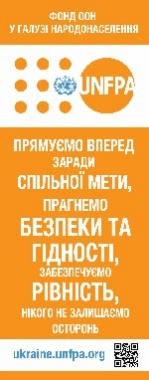 ФОНД ООН
У ГАЛУЗІ НАРОДОНАСЕЛЕННЯ
UNFPA
ПРЯМУЄМО ВПЕРЕД
ЗАРАДИ
СПІЛЬНОЇ МЕТИ,
ПРАГНЕМО
БЕЗПЕКИ ТА
ГІДНОСТІ,
ЗАБЕЗПЕЧУЄМО
РІВНІСТЬ,
НІКОГО НЕ ЗАЛИШАЄМО
ОСТОРОНЬ
ukraine.unfpa.org